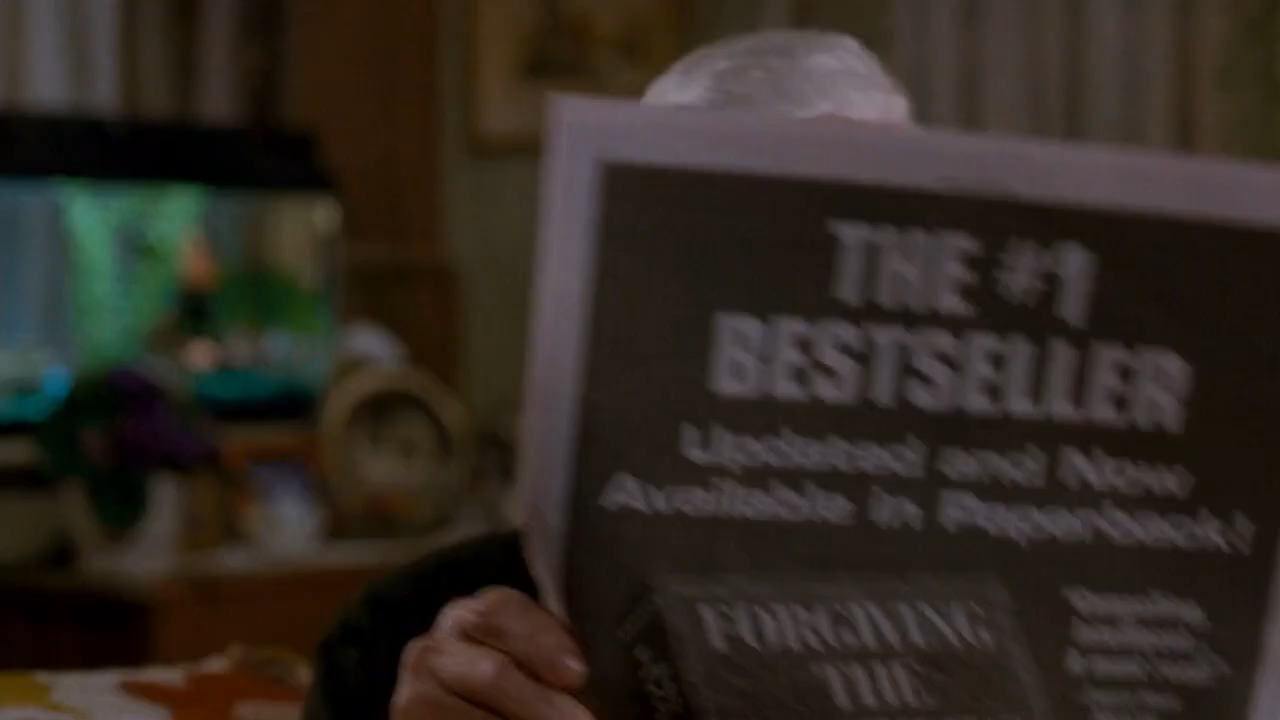 THE #1
BESTSELLER
Updated and Now
Available in Paperback!
FORGIVING
THE